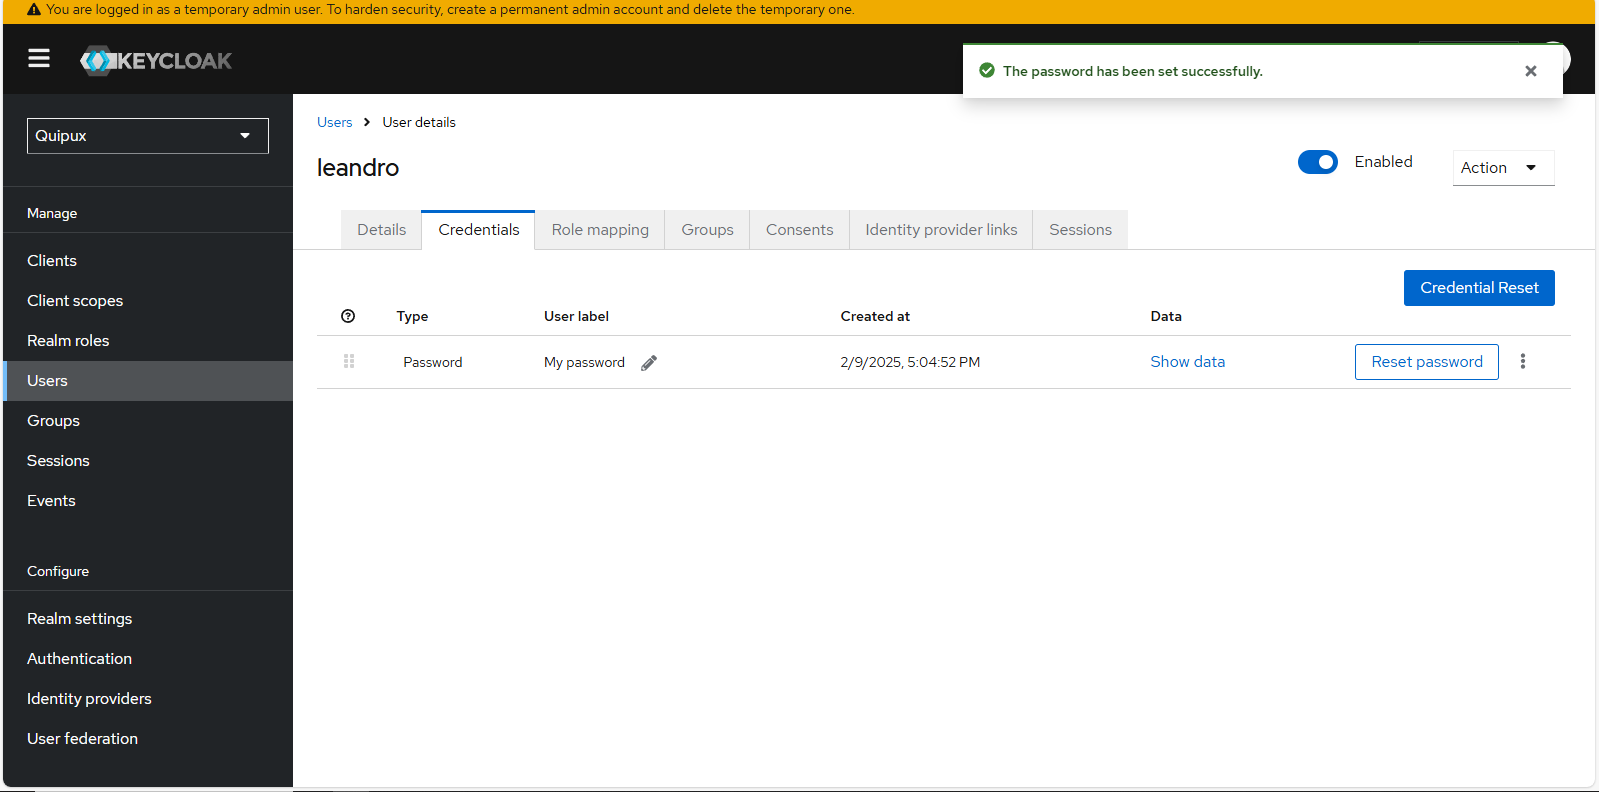 You are logged in as a temporary admin user. To harden security, create a permanent admin account and delete the temporary one.
KEYCLOAK
The password has been set successfully.
Quipux
Manage
Clients
Client scopes
Realm roles
Users
Groups
Sessions
Events
Configure
Realm settings
Authentication
Identity providers
User federation
Users > User details
leandro
Enabled
Action
Details Credentials Role mapping Groups Consents Identity provider links Sessions
Credential Reset
Type User label Created at Data
Password My password 2/9/2025, 5:04:52 PM Show data Reset password